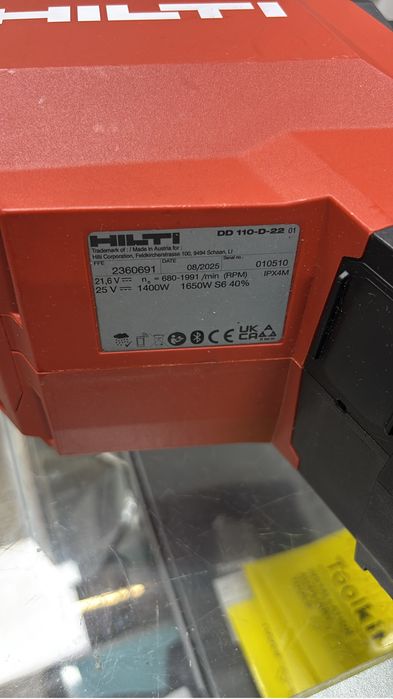 HILTI
HILTI DD 110-D-22 01
Trademark of : / Made in Austria for :
Hilti Corporation, Feldkircherstrasse 100, 9494 Schaan, LI
FFE DATE Serial no.:
2360691 08/2025 010510
21,6 V n₀ = 680-1991 /min (RPM) IPX4M
25 V 1400W 1650W S6 40%
CE UK CA
Toolkit